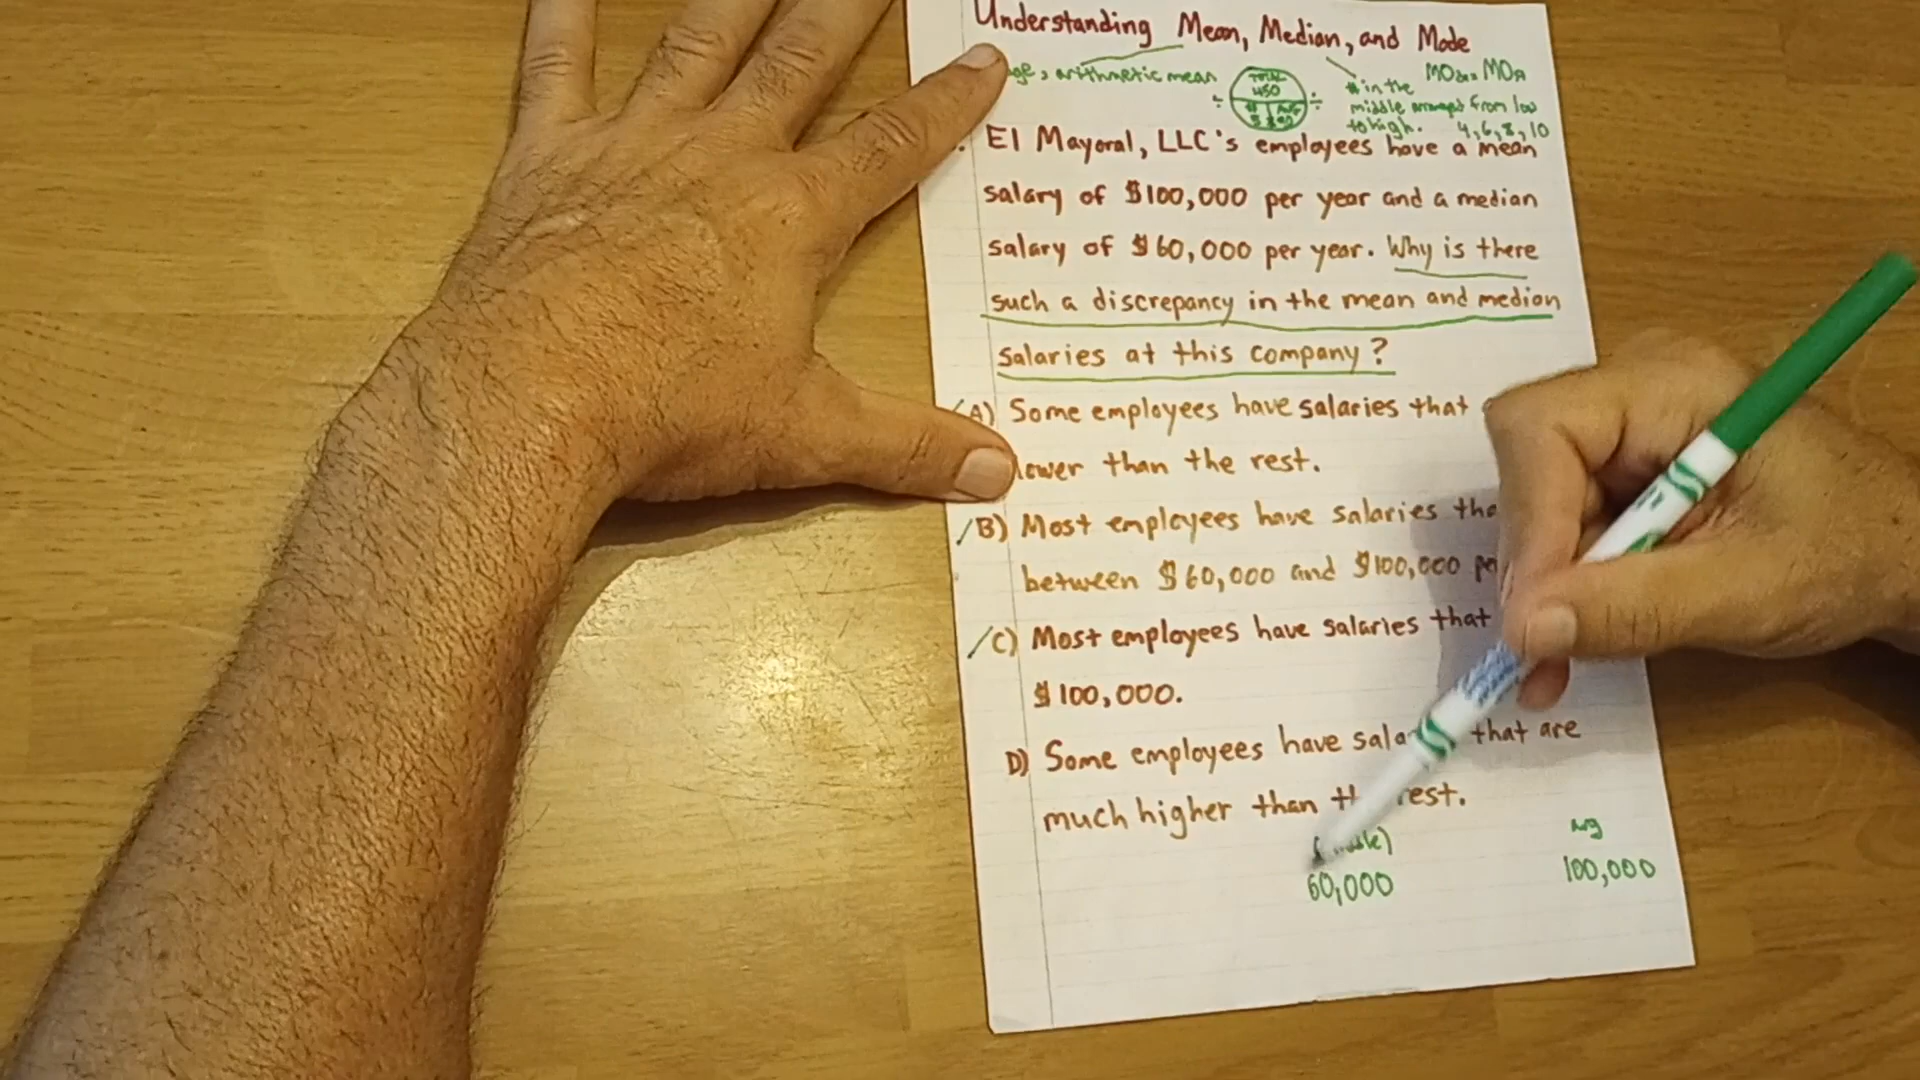 Understanding Mean, Median, and Mode
arithmetic mean
TOTAL
450
÷ ÷
# in the
middle arranged from low
to high. 4, 6, 8, 10
El Mayoral, LLC's employees have a mean
salary of $100,000 per year and a median
salary of $60,000 per year. Why is there
such a discrepancy in the mean and median
salaries at this company?
A) Some employees have salaries that
lower than the rest.
B) Most employees have salaries
between $60,000 and $100,000
C) Most employees have salaries that
$100,000.
D) Some employees have that are
much higher than rest.
avg
60,000 100,000